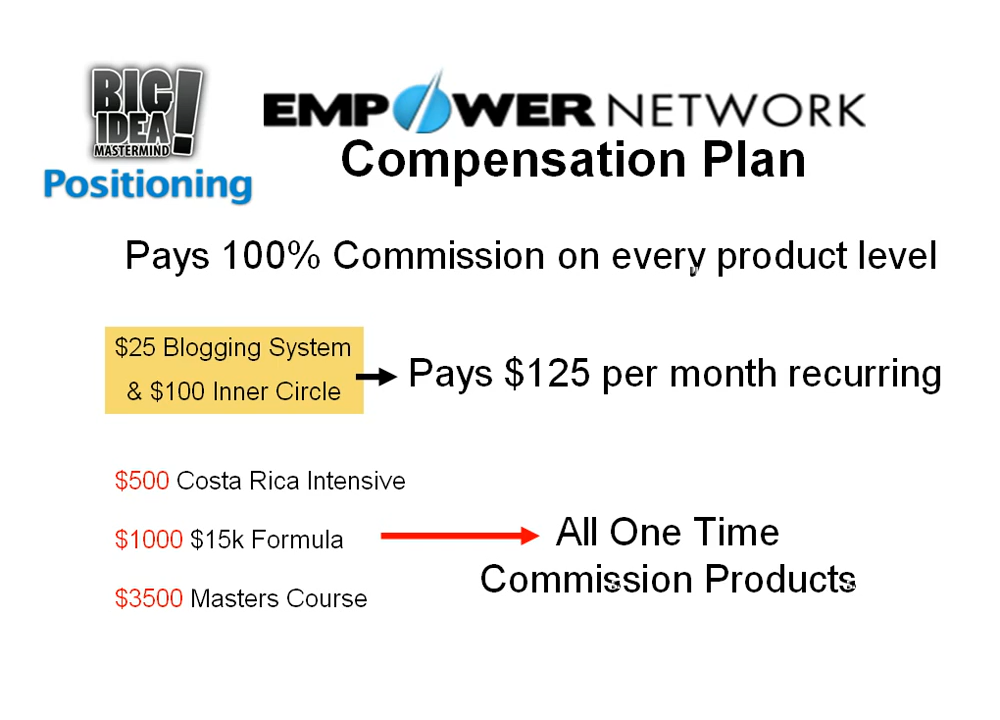 BIG
IDEA!
MASTERMIND
Positioning
EMPOWER NETWORK
Compensation Plan
Pays 100% Commission on every product level
$25 Blogging System
& $100 Inner Circle
Pays $125 per month recurring
$500 Costa Rica Intensive
$1000 $15k Formula
$3500 Masters Course
All One Time
Commission Products